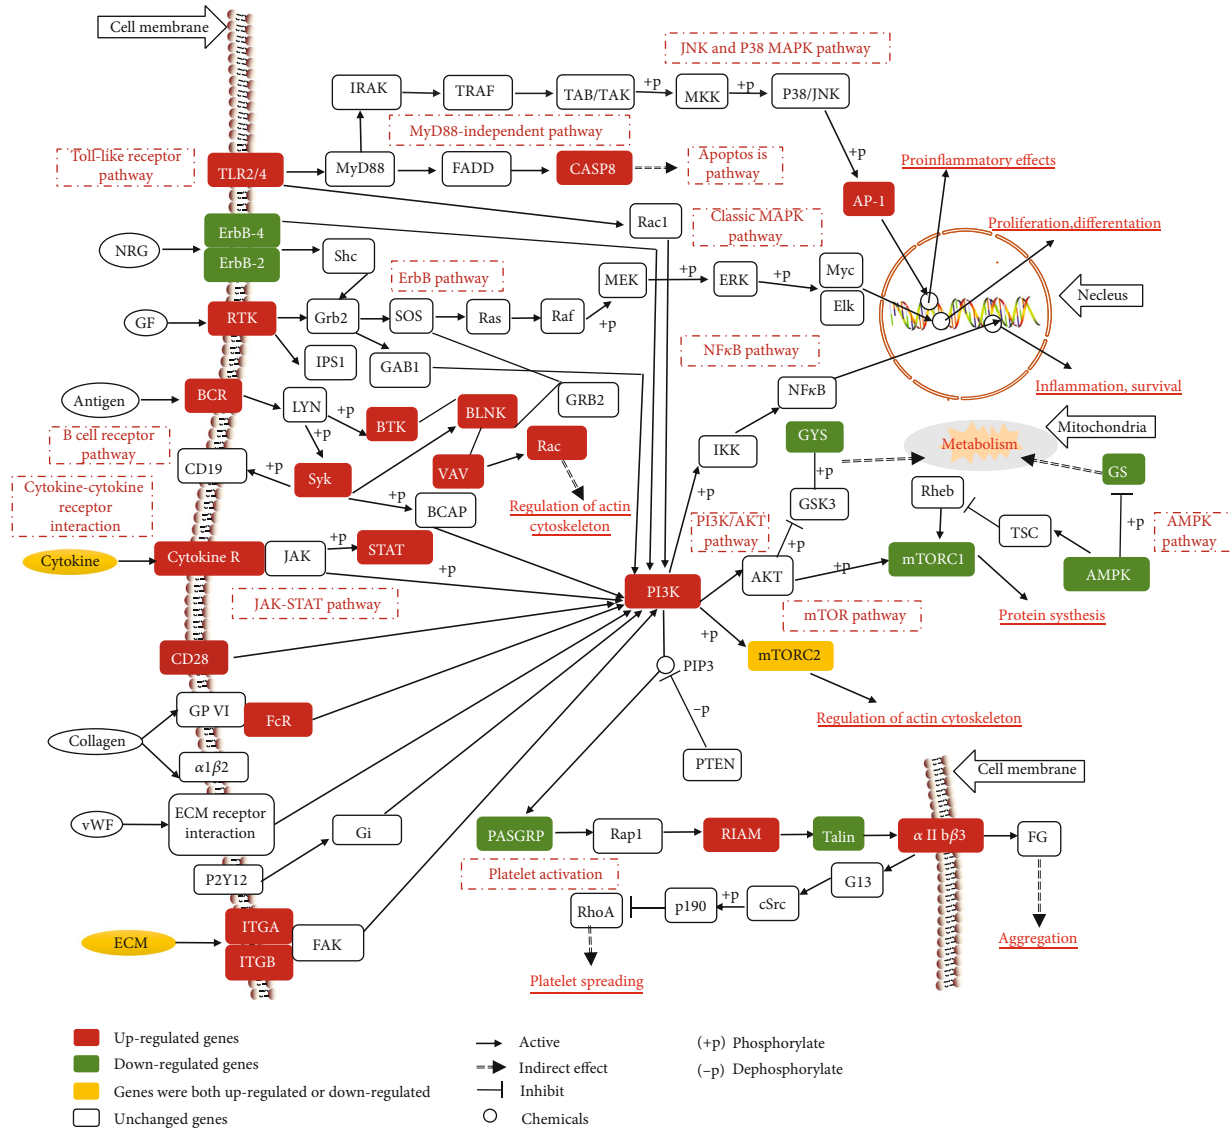 Cell membrane
JNK and P38 MAPK pathway
IRAK
TRAF
TAB/TAK
+p
MKK
+p
P38/JNK
MyD88-independent pathway
+p
Toll-like receptor
pathway
TLR2/4
MyD88
FADD
CASP8
Apoptos is
pathway
Proinflammatory effects
AP-1
Rac1
Classic MAPK
pathway
Proliferation,differentation
ErbB-4
ErbB-2
NRG
Shc
ErbB pathway
MEK
+p
ERK
+p
Myc
Elk
Necleus
GF
RTK
Grb2
SOS
Ras
Raf
+p
IPS1
GAB1
NFκB pathway
NFκB
Inflammation, survival
Antigen
BCR
LYN
+p
BTK
BLNK
GRB2
+p
B cell receptor
pathway
CD19
+p
Syk
VAV
Rac
IKK
GYS
+p
Metabolism
Mitochondria
GS
Cytokine-cytokine
receptor
interaction
+p
BCAP
Regulation of actin
cytoskeleton
+p
GSK3
Rheb
TSC
+p
AMPK
pathway
PI3K/AKT
pathway
+p
Cytokine
Cytokine R
JAK
+p
STAT
+p
JAK-STAT pathway
PI3K
AKT
+p
mTORC1
AMPK
mTOR pathway
Protein systhesis
+p
mTORC2
CD28
PIP3
Regulation of actin cytoskeleton
GP VI
FcR
–p
Collagen
α1β2
PTEN
Cell membrane
vWF
ECM receptor
interaction
Gi
PASGRP
Rap1
RIAM
Talin
α II bβ3
FG
P2Y12
Platelet activation
RhoA
p190
+p
cSrc
G13
ECM
ITGA
ITGB
FAK
Aggregation
Platelet spreading
Up-regulated genes
Down-regulated genes
Genes were both up-regulated or down-regulated
Unchanged genes
Active
Indirect effect
Inhibit
Chemicals
(+p) Phosphorylate
(–p) Dephosphorylate